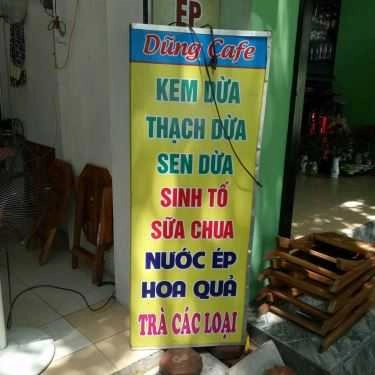 ÉP
Dũng Cafe
KEM DỪA
THẠCH DỪA
SEN DỪA
SINH TỐ
SỮA CHUA
NƯỚC ÉP
HOA QUẢ
TRÀ CÁC LOẠI